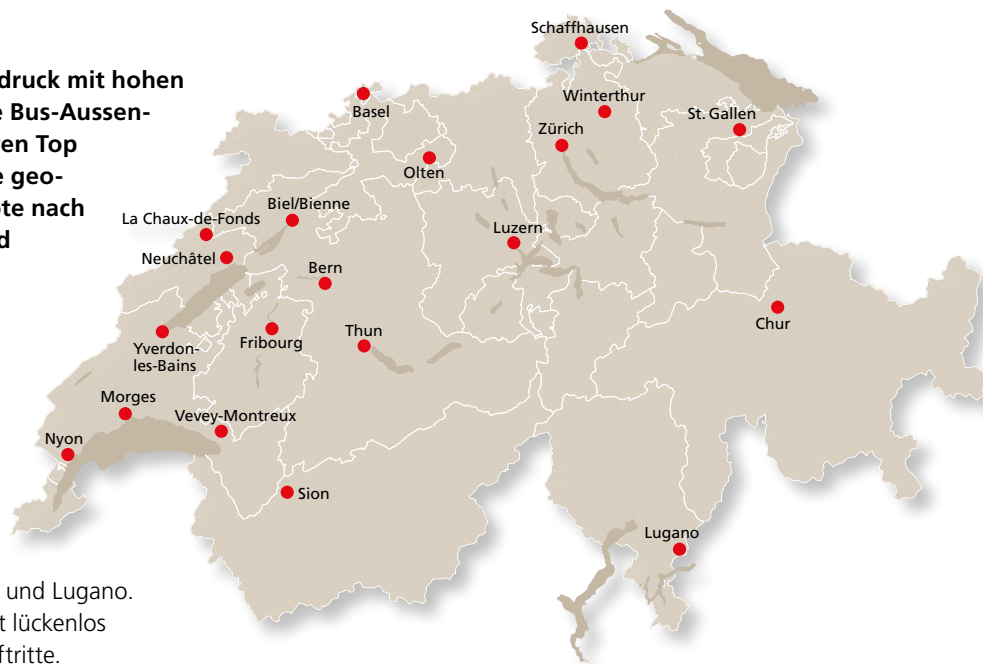 druck mit hohen
Bus-Aussen-
en Top
geo-
te nach
d
Schaffhausen
Basel
Winterthur
St. Gallen
Zürich
Olten
La Chaux-de-Fonds
Biel/Bienne
Neuchâtel
Luzern
Bern
Chur
Fribourg
Thun
Yverdon-
les-Bains
Morges
Vevey-Montreux
Nyon
Sion
Lugano
und Lugano.
t lückenlos
ftritte.